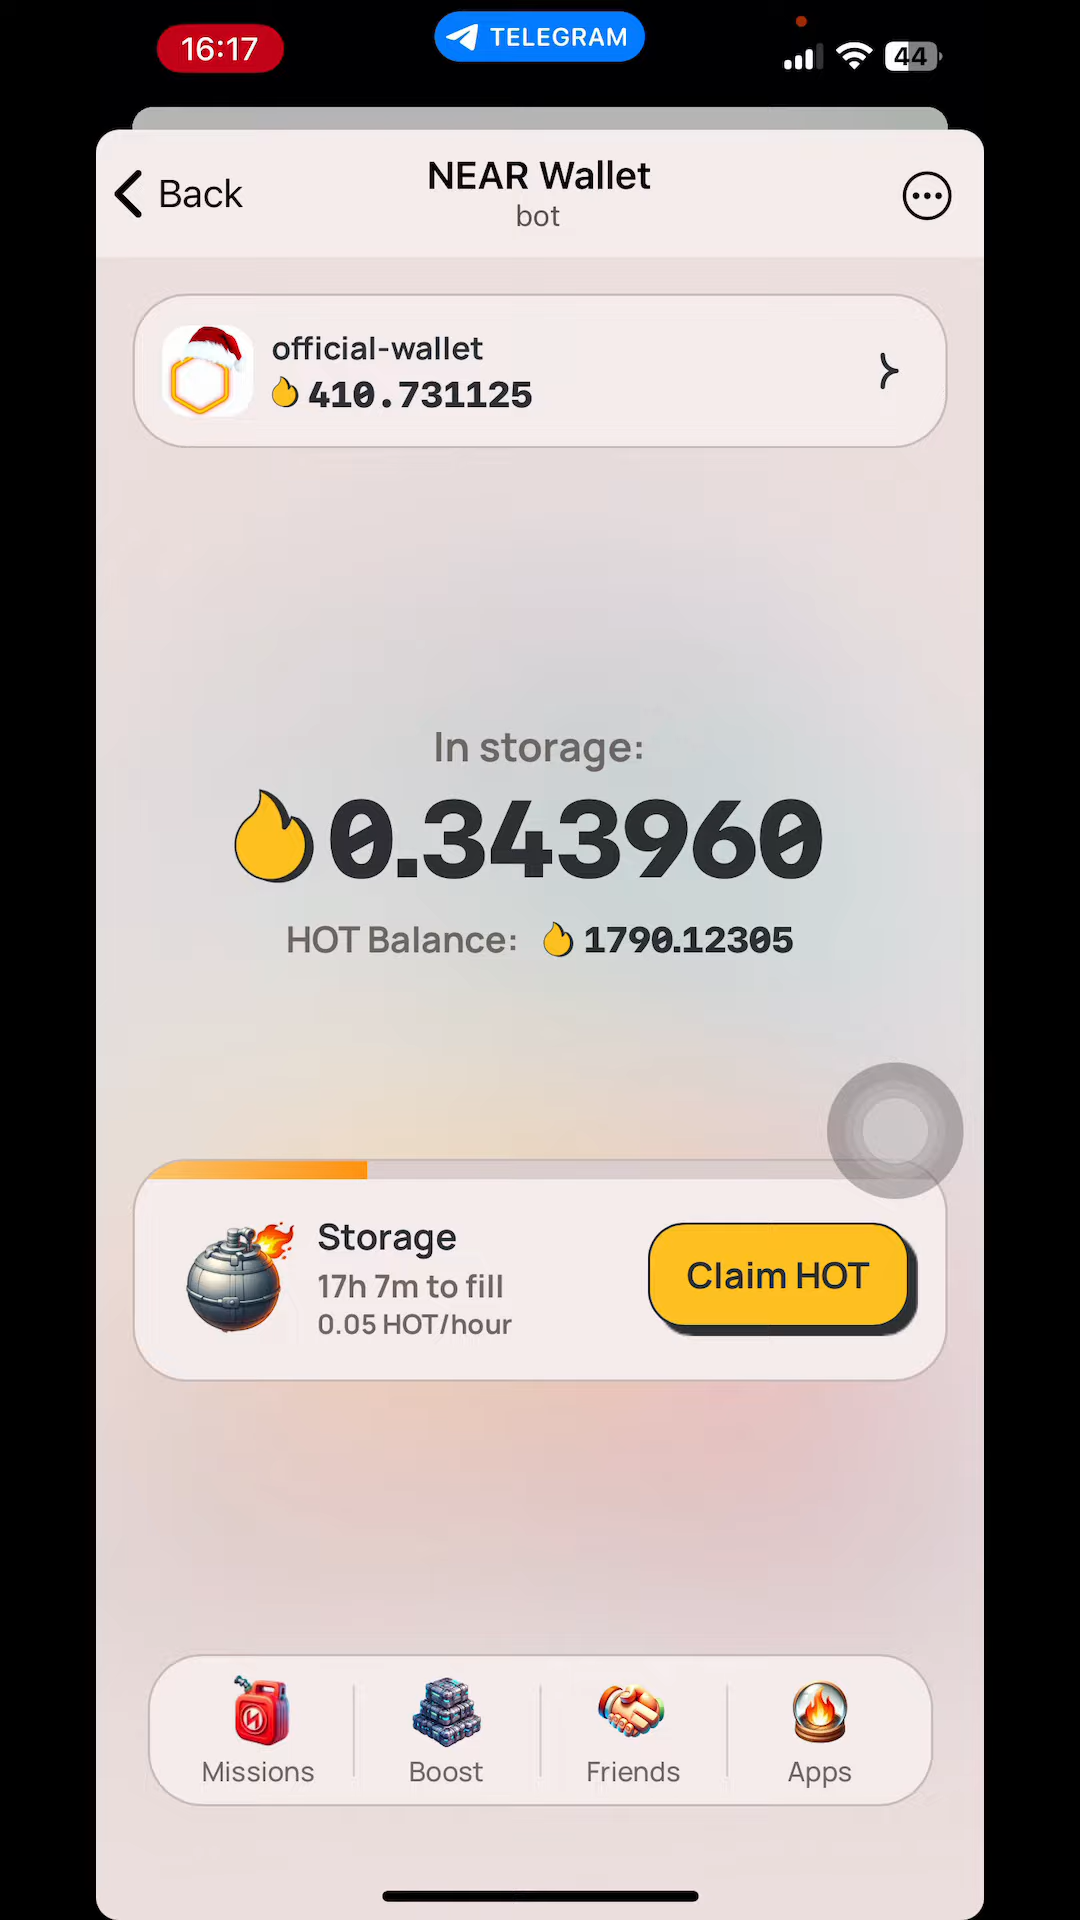 16:17
TELEGRAM
44
Back
NEAR Wallet
bot
official-wallet
410.731125
In storage:
0.343960
HOT Balance: 1790.12305
Storage
17h 7m to fill
0.05 HOT/hour
Claim HOT
Missions
Boost
Friends
Apps